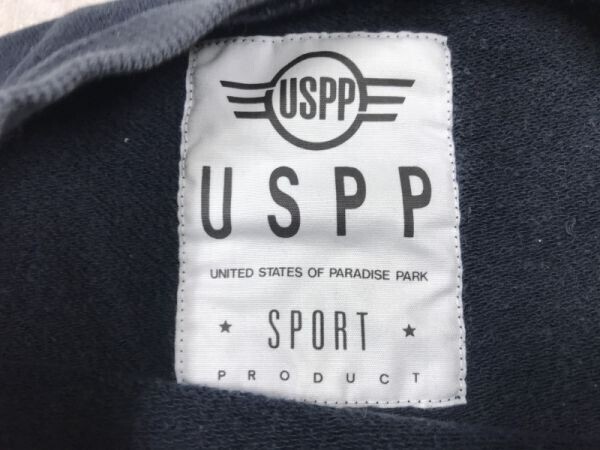 USPP
USPP
UNITED STATES OF PARADISE PARK
★ SPORT ★
PRODUCT